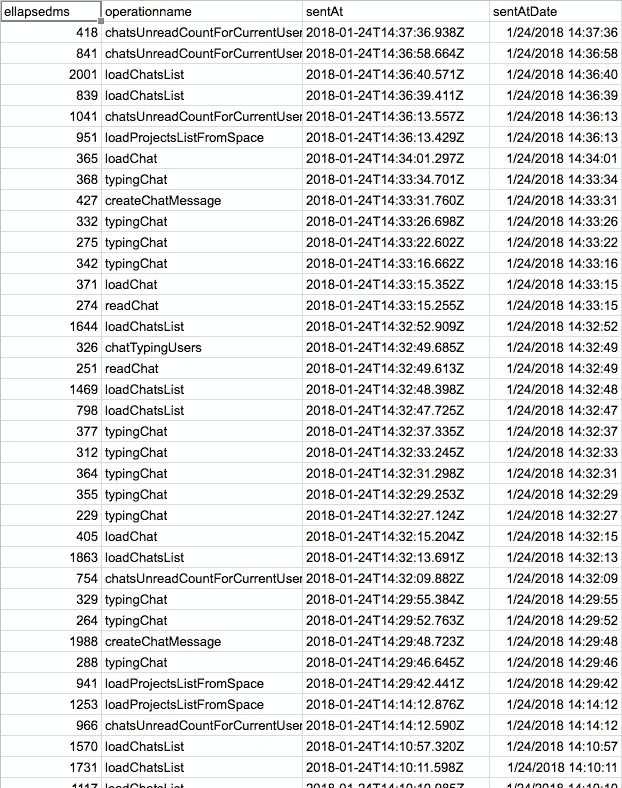 ellapsedms operationname sentAt sentAtDate
418 chatsUnreadCountForCurrentUser 2018-01-24T14:37:36.938Z 1/24/2018 14:37:36
841 chatsUnreadCountForCurrentUser 2018-01-24T14:36:58.664Z 1/24/2018 14:36:58
2001 loadChatsList 2018-01-24T14:36:40.571Z 1/24/2018 14:36:40
839 loadChatsList 2018-01-24T14:36:39.411Z 1/24/2018 14:36:39
1041 chatsUnreadCountForCurrentUser 2018-01-24T14:36:13.557Z 1/24/2018 14:36:13
951 loadProjectsListFromSpace 2018-01-24T14:36:13.429Z 1/24/2018 14:36:13
365 loadChat 2018-01-24T14:34:01.297Z 1/24/2018 14:34:01
368 typingChat 2018-01-24T14:33:34.701Z 1/24/2018 14:33:34
427 createChatMessage 2018-01-24T14:33:31.760Z 1/24/2018 14:33:31
332 typingChat 2018-01-24T14:33:26.698Z 1/24/2018 14:33:26
275 typingChat 2018-01-24T14:33:22.602Z 1/24/2018 14:33:22
342 typingChat 2018-01-24T14:33:16.662Z 1/24/2018 14:33:16
371 loadChat 2018-01-24T14:33:15.352Z 1/24/2018 14:33:15
274 readChat 2018-01-24T14:33:15.255Z 1/24/2018 14:33:15
1644 loadChatsList 2018-01-24T14:32:52.909Z 1/24/2018 14:32:52
326 chatTypingUsers 2018-01-24T14:32:49.685Z 1/24/2018 14:32:49
251 readChat 2018-01-24T14:32:49.613Z 1/24/2018 14:32:49
1469 loadChatsList 2018-01-24T14:32:48.398Z 1/24/2018 14:32:48
798 loadChatsList 2018-01-24T14:32:47.725Z 1/24/2018 14:32:47
377 typingChat 2018-01-24T14:32:37.335Z 1/24/2018 14:32:37
312 typingChat 2018-01-24T14:32:33.245Z 1/24/2018 14:32:33
364 typingChat 2018-01-24T14:32:31.298Z 1/24/2018 14:32:31
355 typingChat 2018-01-24T14:32:29.253Z 1/24/2018 14:32:29
229 typingChat 2018-01-24T14:32:27.124Z 1/24/2018 14:32:27
405 loadChat 2018-01-24T14:32:15.204Z 1/24/2018 14:32:15
1863 loadChatsList 2018-01-24T14:32:13.691Z 1/24/2018 14:32:13
754 chatsUnreadCountForCurrentUser 2018-01-24T14:32:09.882Z 1/24/2018 14:32:09
329 typingChat 2018-01-24T14:29:55.384Z 1/24/2018 14:29:55
264 typingChat 2018-01-24T14:29:52.763Z 1/24/2018 14:29:52
1988 createChatMessage 2018-01-24T14:29:48.723Z 1/24/2018 14:29:48
288 typingChat 2018-01-24T14:29:46.645Z 1/24/2018 14:29:46
941 loadProjectsListFromSpace 2018-01-24T14:29:42.441Z 1/24/2018 14:29:42
1253 loadProjectsListFromSpace 2018-01-24T14:14:12.876Z 1/24/2018 14:14:12
966 chatsUnreadCountForCurrentUser 2018-01-24T14:14:12.590Z 1/24/2018 14:14:12
1570 loadChatsList 2018-01-24T14:10:57.320Z 1/24/2018 14:10:57
1731 loadChatsList 2018-01-24T14:10:11.598Z 1/24/2018 14:10:11
1117 loadChatsList 1/24/2018 14:10:10